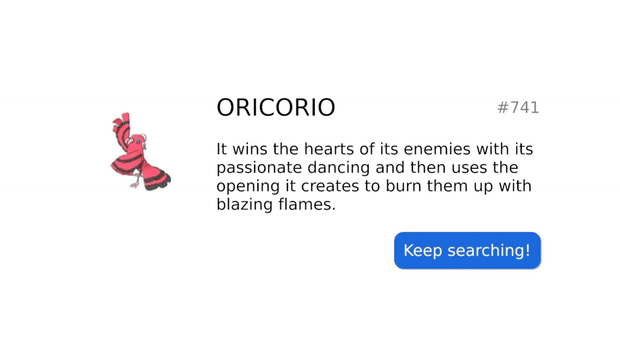 ORICORIO
#741
It wins the hearts of its enemies with its
passionate dancing and then uses the
opening it creates to burn them up with
blazing flames.
Keep searching!